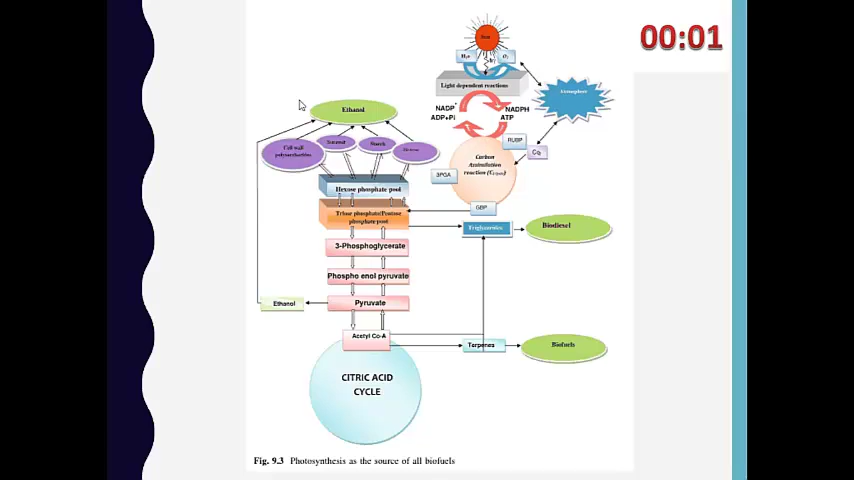 00:01
Sun
H₂O
O₂
hν
Light dependent reactions
Atmosphere
NADP⁺
ADP+Pi
NADPH
ATP
RUBP
CO₂
Carbon
Assimilation
3PGA
GBP
Ethanol
Cell wall
polysaccharides
Sucrose
Starch
Hexose phosphate pool
Triose phosphate/Pentose
phosphate pool
Triglycerides
Biodiesel
3-Phosphoglycerate
Phospho enol pyruvate
Pyruvate
Ethanol
Acetyl Co-A
Terpenes
Biofuels
CITRIC ACID
CYCLE
Fig. 9.3 Photosynthesis as the source of all biofuels